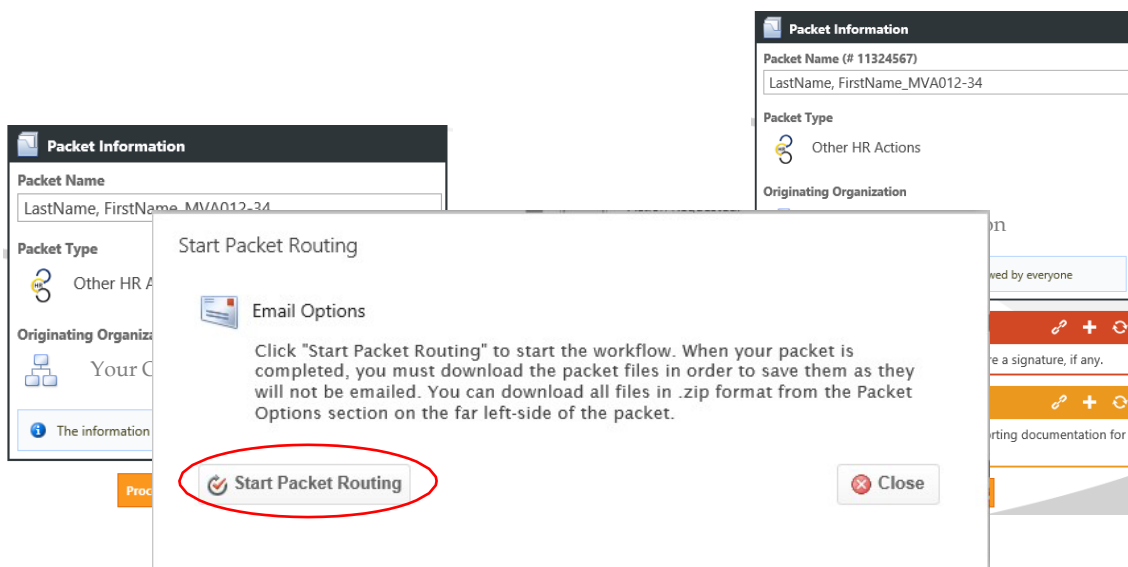 Packet Information
Packet Name
LastName, FirstName_MVA012-34
Packet Type
Other HR A
Originating Organiza
Your O
The information
Proc
Packet Information
Packet Name (# 11324567)
LastName, FirstName_MVA012-34
Packet Type
Other HR Actions
Originating Organization
on
wed by everyone
re a signature, if any.
orting documentation for
Start Packet Routing
Email Options
Click "Start Packet Routing" to start the workflow. When your packet is
completed, you must download the packet files in order to save them as they
will not be emailed. You can download all files in .zip format from the Packet
Options section on the far left-side of the packet.
Start Packet Routing
Close